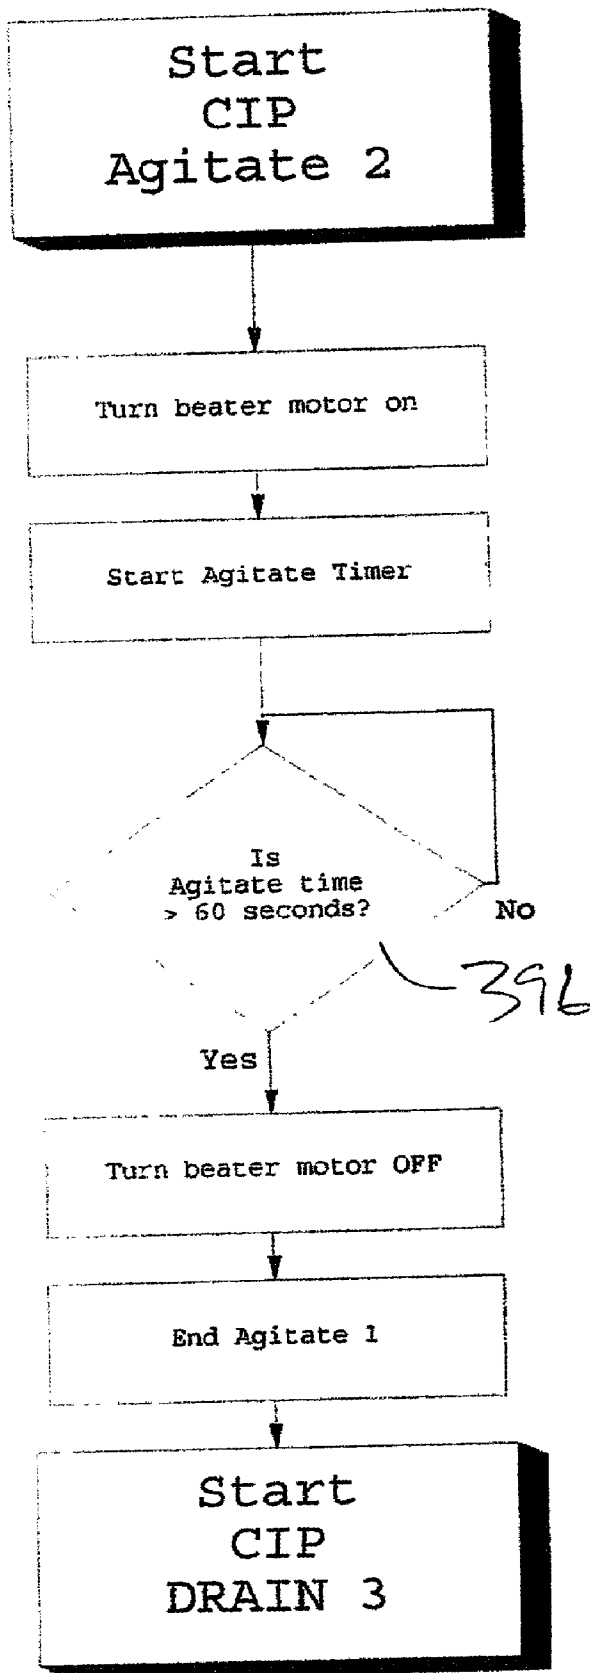 Start
CIP
Agitate 2
Turn beater motor on
Start Agitate Timer
Is
Agitate time
> 60 seconds?
No
396
Yes
Turn beater motor OFF
End Agitate 1
Start
CIP
DRAIN 3